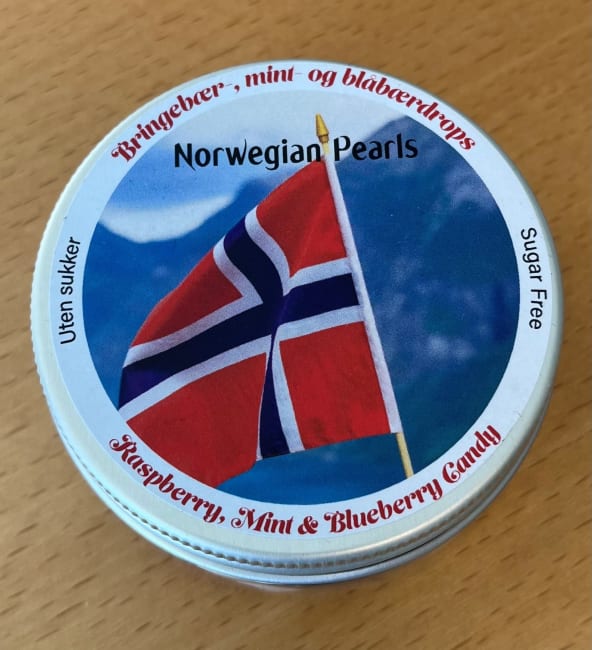 Bringebær-, mint- og blåbærdrops
Norwegian Pearls
Uten sukker
Sugar Free
Raspberry, Mint & Blueberry Candy